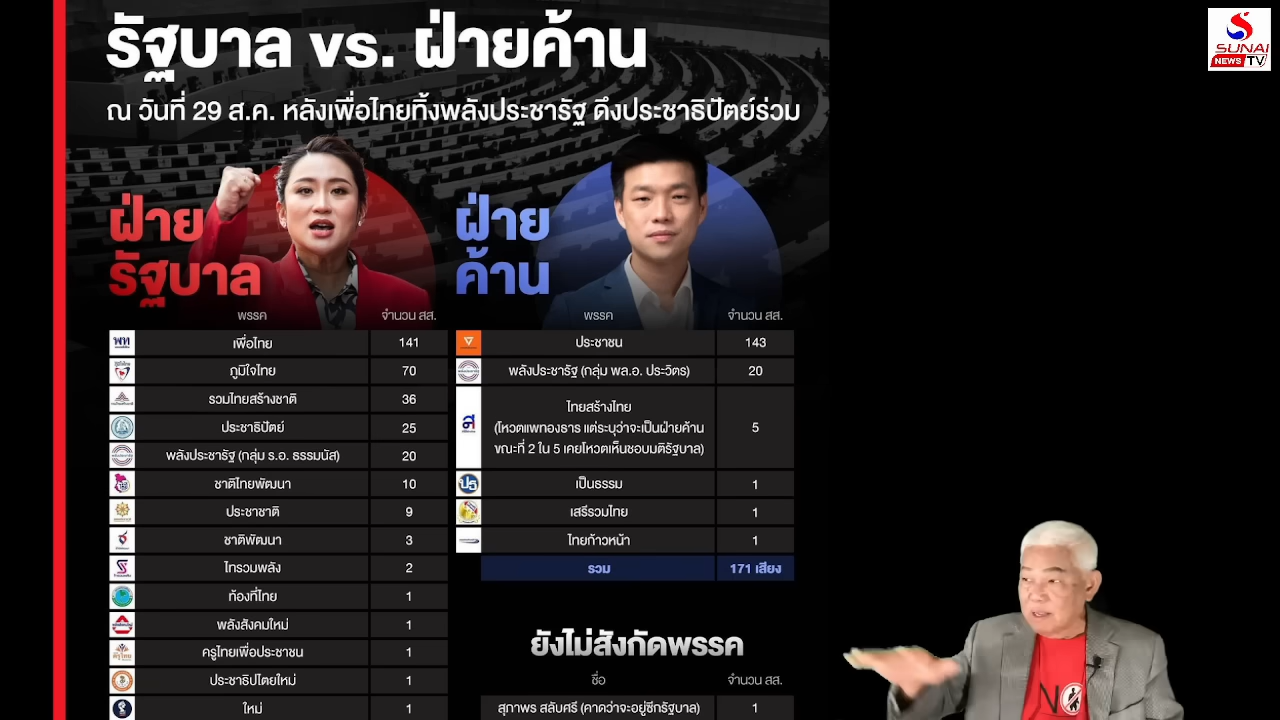 รัฐบาล vs. ฝ่ายค้าน
ณ วันที่ 29 ส.ค. หลังเพื่อไทยทิ้งพลังประชารัฐ ดึงประชาธิปัตย์ร่วม
SUNAI
NEWS TV
ฝ่าย
รัฐบาล
พรรค จำนวน สส.
เพื่อไทย 141
ภูมิใจไทย 70
รวมไทยสร้างชาติ 36
ประชาธิปัตย์ 25
พลังประชารัฐ (กลุ่ม ร.อ. ธรรมนัส) 20
ชาติไทยพัฒนา 10
ประชาชาติ 9
ชาติพัฒนา 3
ไทรวมพลัง 2
ท้องที่ไทย 1
พลังสังคมใหม่ 1
ครูไทยเพื่อประชาชน 1
ประชาธิปไตยใหม่ 1
ใหม่ 1
ฝ่าย
ค้าน
พรรค จำนวน สส.
ประชาชน 143
พลังประชารัฐ (กลุ่ม พล.อ. ประวิตร) 20
ไทยสร้างไทย
(โหวตแพทองธาร แต่ระบุว่าจะเป็นฝ่ายค้าน 5
ขณะที่ 2 ใน 5 เคยโหวตเห็นชอบมติรัฐบาล)
เป็นธรรม 1
เสรีรวมไทย 1
ไทยก้าวหน้า 1
รวม 171 เสียง
ยังไม่สังกัดพรรค
ชื่อ จำนวน สส.
สุภาพร สลับศรี (คาดว่าจะอยู่ซีกรัฐบาล) 1